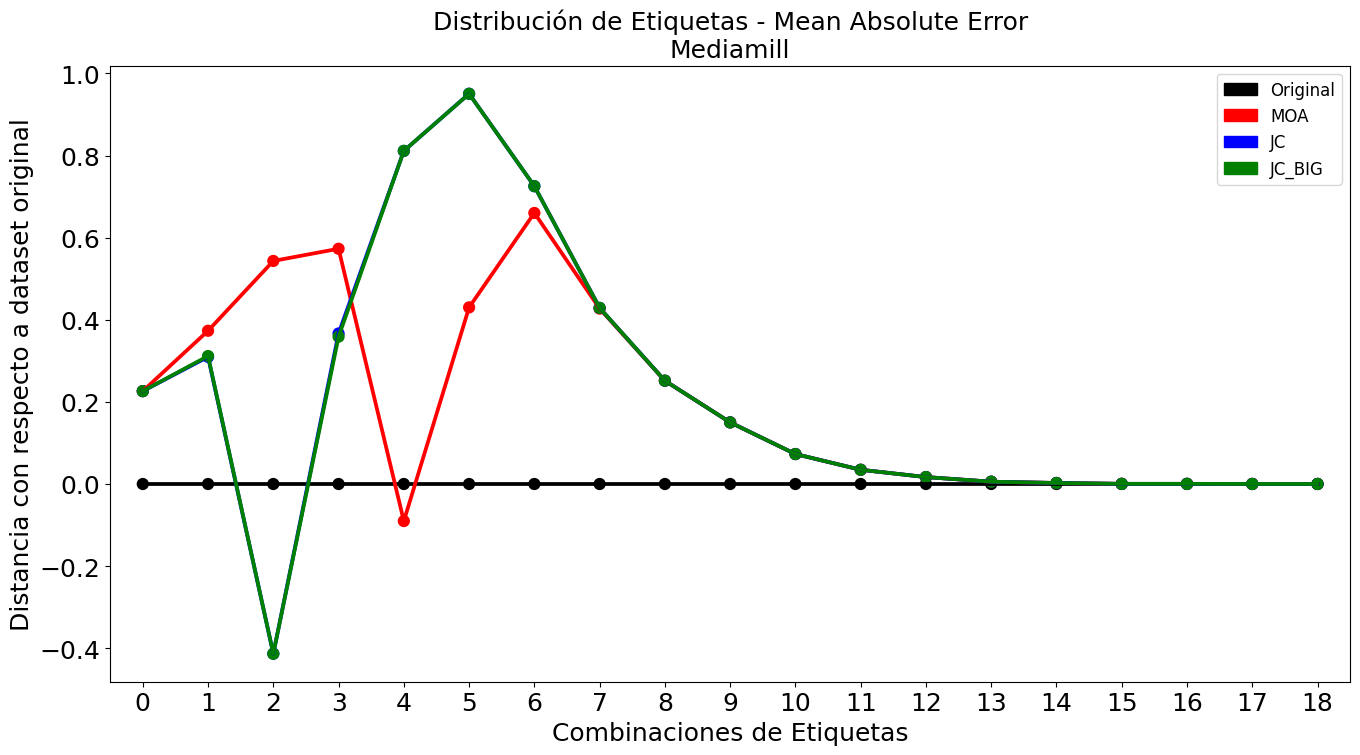 Distribución de Etiquetas - Mean Absolute Error
Mediamill
Distancia con respecto a dataset original
1.0
0.8
0.6
0.4
0.2
0.0
−0.2
−0.4
Original
MOA
JC
JC_BIG
0 1 2 3 4 5 6 7 8 9 10 11 12 13 14 15 16 17 18
Combinaciones de Etiquetas